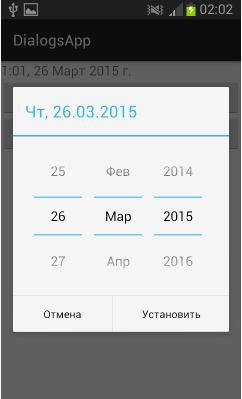 02:02
DialogsApp
1:01, 26 Март 2015 г.
Чт, 26.03.2015
25 Фев 2014
26 Мар 2015
27 Апр 2016
Отмена Установить